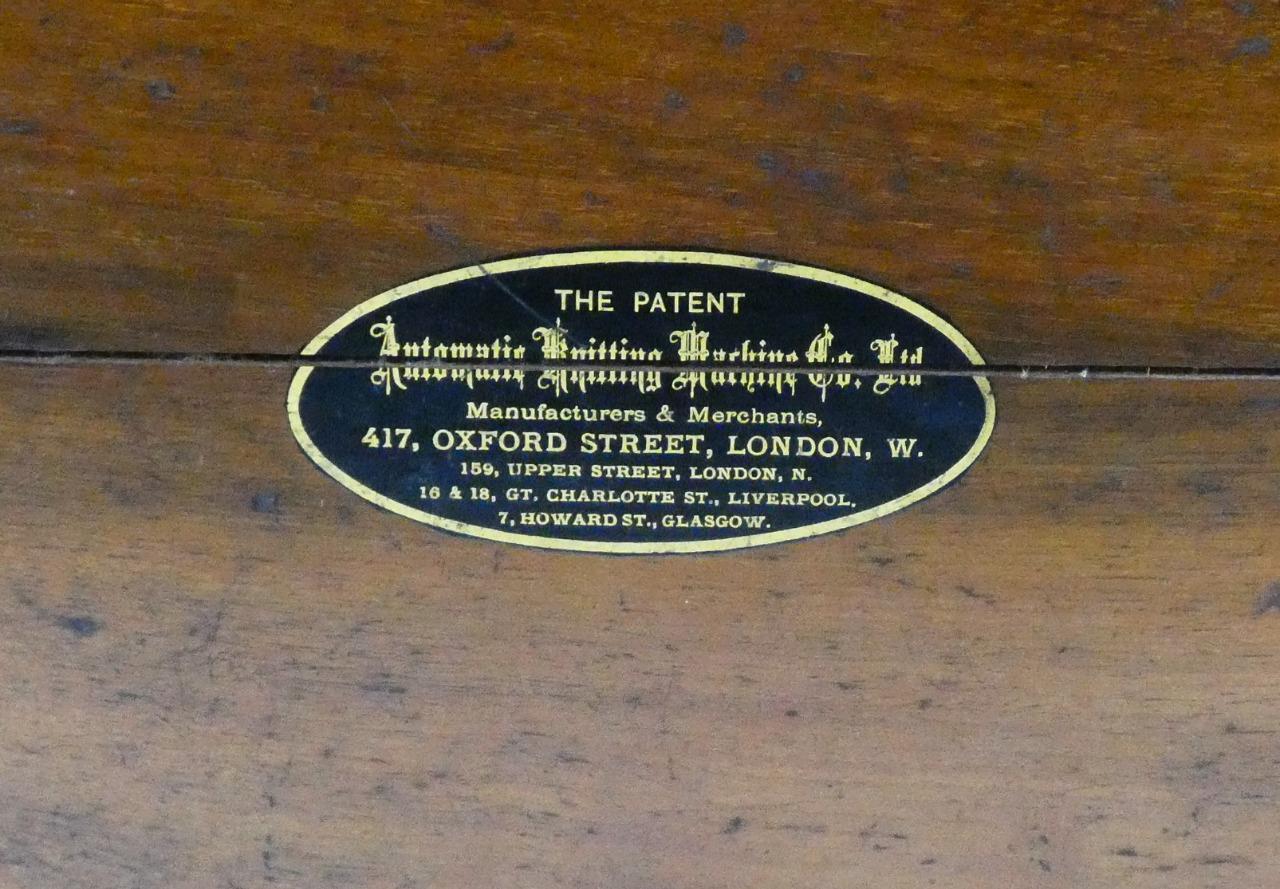 THE PATENT
Automatic Knitting Machine Co. Ltd
Manufacturers & Merchants,
417, OXFORD STREET, LONDON, W.
159, UPPER STREET, LONDON, N.
16 & 18, GT. CHARLOTTE ST., LIVERPOOL.
7, HOWARD ST., GLASGOW.